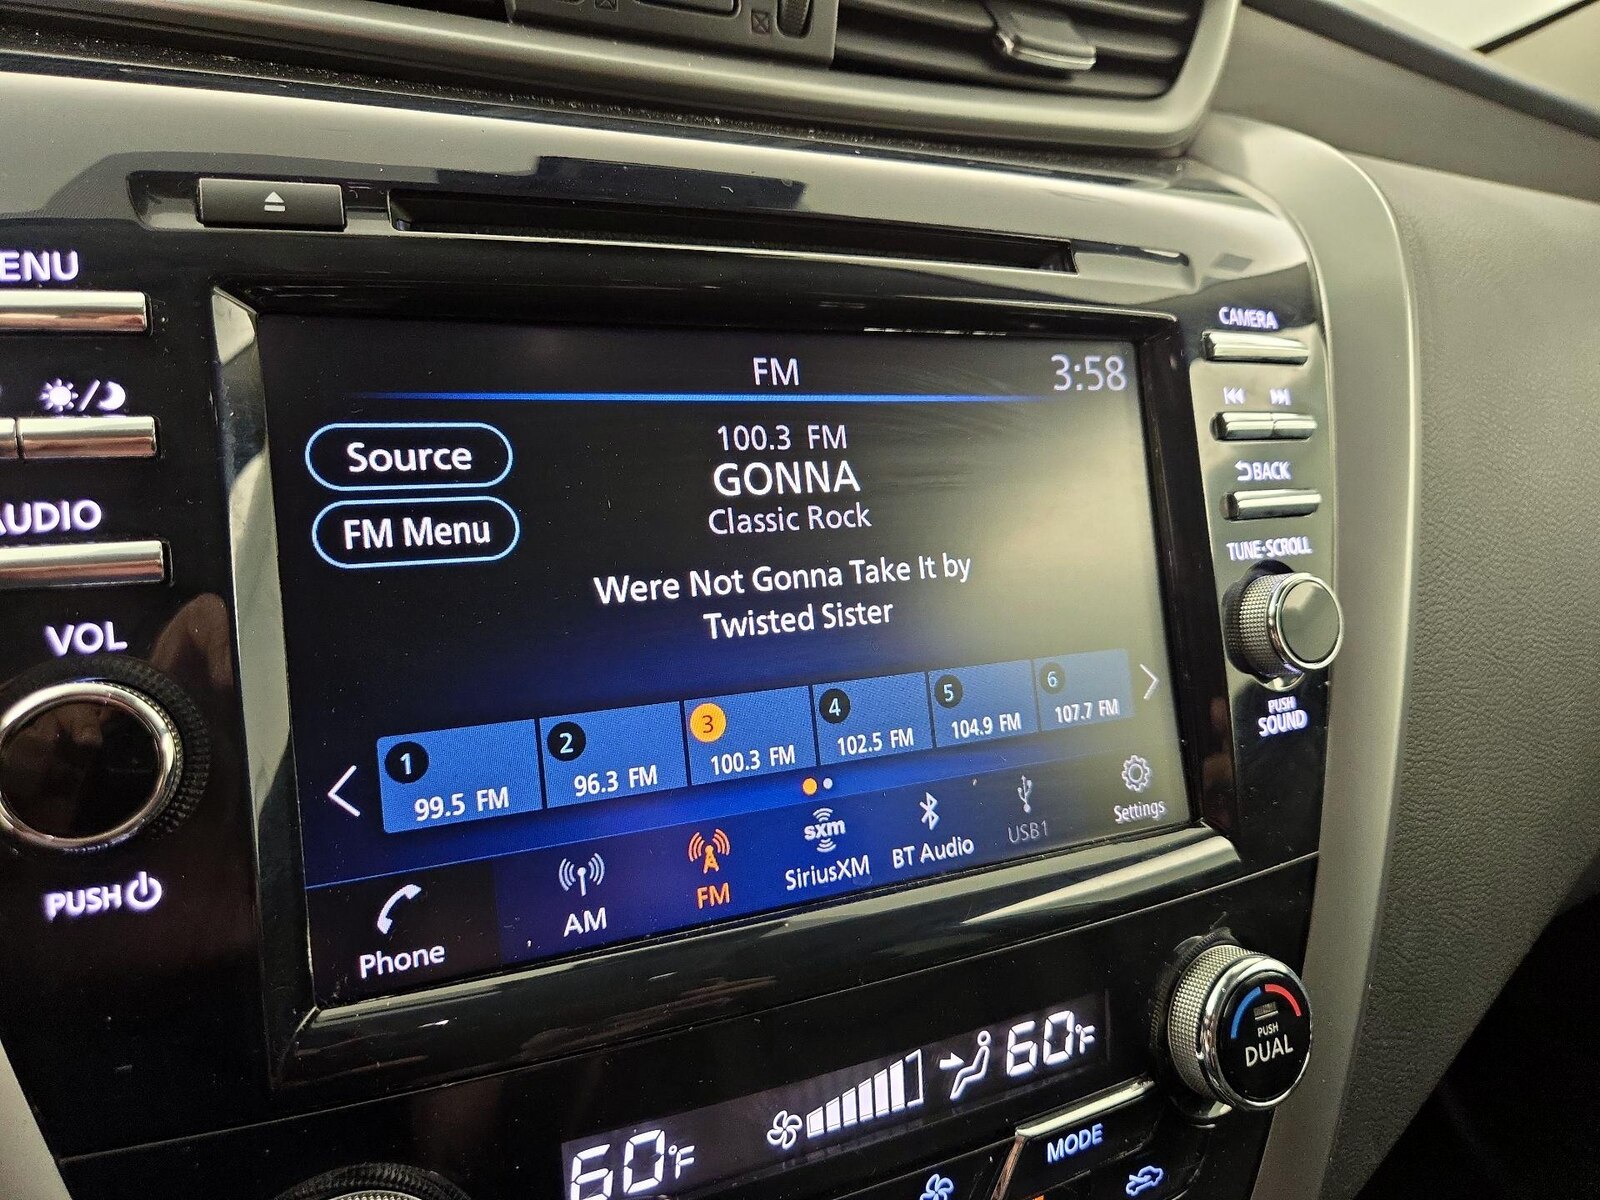 ENU
AUDIO
VOL
PUSH
FM
3:58
Source
FM Menu
100.3 FM
GONNA
Classic Rock
Were Not Gonna Take It by
Twisted Sister
1
99.5 FM
2
96.3 FM
3
100.3 FM
4
102.5 FM
5
104.9 FM
6
107.7 FM
Phone
AM
FM
sxm
SiriusXM
BT Audio
USB1
Settings
CAMERA
BACK
TUNE·SCROLL
PUSH
SOUND
60°F
60°F
PUSH
DUAL
MODE